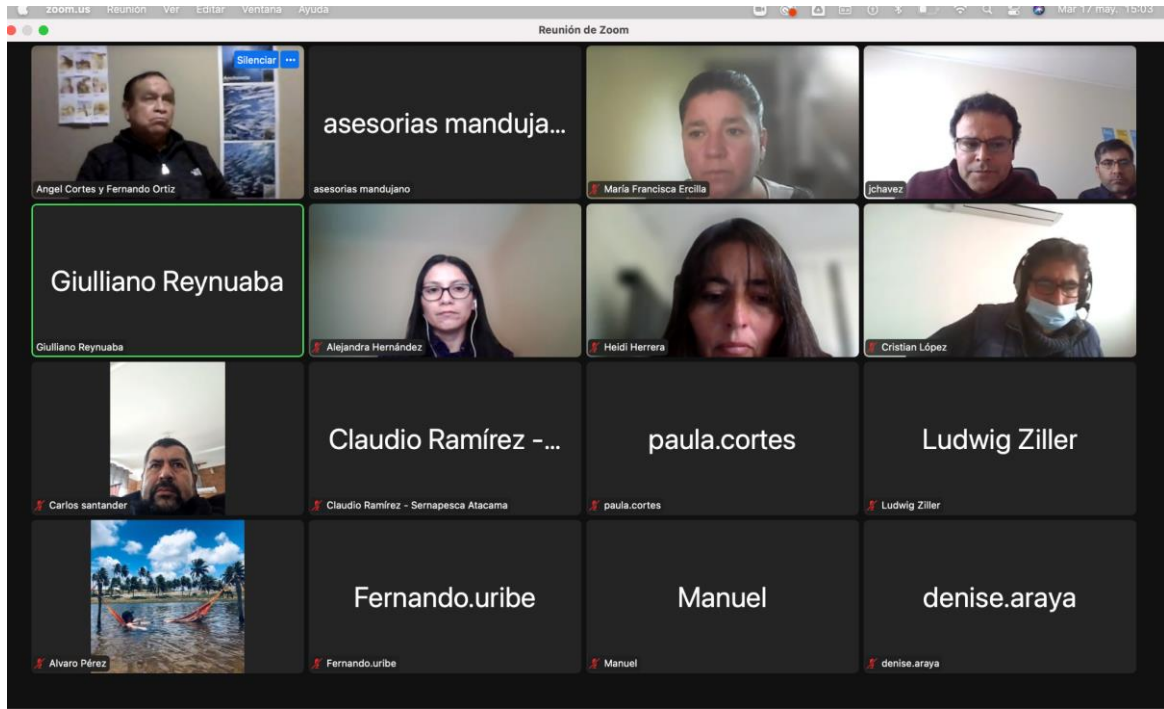 zoom.us Reunión Ver Editar Ventana Ayuda
Mar 17 may. 15:03
Reunión de Zoom
Silenciar ...
Angel Cortes y Fernando Ortiz
asesorias manduja...
asesorias mandujano
María Francisca Ercilla
jchavez
Giulliano Reynuaba
Giulliano Reynuaba
Alejandra Hernández
Heidi Herrera
Cristian López
Carlos santander
Claudio Ramírez -...
Claudio Ramírez - Sernapesca Atacama
paula.cortes
paula.cortes
Ludwig Ziller
Ludwig Ziller
Alvaro Pérez
Fernando.uribe
Fernando.uribe
Manuel
Manuel
denise.araya
denise.araya